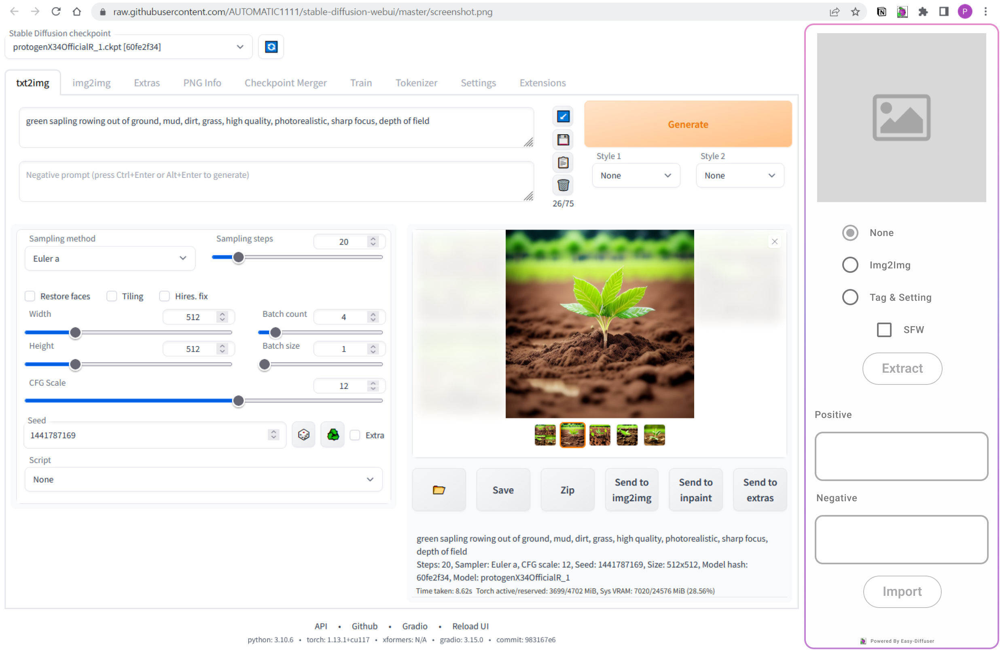 raw.githubusercontent.com/AUTOMATIC1111/stable-diffusion-webui/master/screenshot.png
P
Stable Diffusion checkpoint
protogenX34OfficialR_1.ckpt [60fe2f34]
txt2img img2img Extras PNG Info Checkpoint Merger Train Tokenizer Settings Extensions
green sapling rowing out of ground, mud, dirt, grass, high quality, photorealistic, sharp focus, depth of field
Negative prompt (press Ctrl+Enter or Alt+Enter to generate)
26/75
Generate
Style 1 Style 2
None None
Sampling method Sampling steps 20
Euler a
Restore faces Tiling Hires. fix
Width 512 Batch count 4
Height 512 Batch size 1
CFG Scale 12
Seed
1441787169 Extra
Script
None
Save Zip Send to img2img Send to inpaint Send to extras
green sapling rowing out of ground, mud, dirt, grass, high quality, photorealistic, sharp focus,
depth of field
Steps: 20, Sampler: Euler a, CFG scale: 12, Seed: 1441787169, Size: 512x512, Model hash:
60fe2f34, Model: protogenX34OfficialR_1
Time taken: 8.62s Torch active/reserved: 3699/4702 MiB, Sys VRAM: 7020/24576 MiB (28.56%)
API • Github • Gradio • Reload UI
python: 3.10.6 • torch: 1.13.1+cu117 • xformers: N/A • gradio: 3.15.0 • commit: 983167e6
None
Img2Img
Tag & Setting
SFW
Extract
Positive
Negative
Import
Powered By Easy-Diffuser